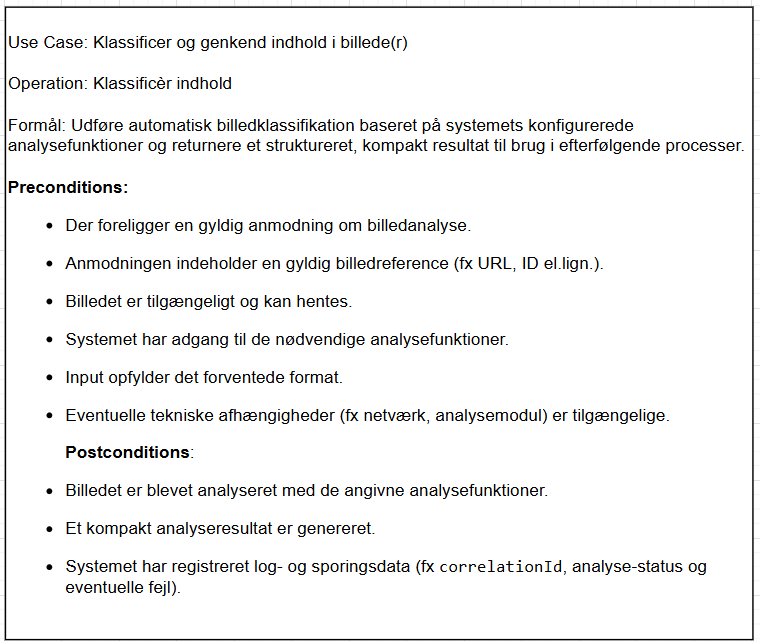 Use Case: Klassificer og genkend indhold i billede(r)
Operation: Klassificèr indhold
Formål: Udføre automatisk billedklassifikation baseret på systemets konfigurerede
analysefunktioner og returnere et struktureret, kompakt resultat til brug i efterfølgende processer.
Preconditions:
• Der foreligger en gyldig anmodning om billedanalyse.
• Anmodningen indeholder en gyldig billedreference (fx URL, ID el.lign.).
• Billedet er tilgængeligt og kan hentes.
• Systemet har adgang til de nødvendige analysefunktioner.
• Input opfylder det forventede format.
• Eventuelle tekniske afhængigheder (fx netværk, analysemodul) er tilgængelige.
Postconditions:
• Billedet er blevet analyseret med de angivne analysefunktioner.
• Et kompakt analyseresultat er genereret.
• Systemet har registreret log- og sporingsdata (fx correlationId, analyse-status og
eventuelle fejl).